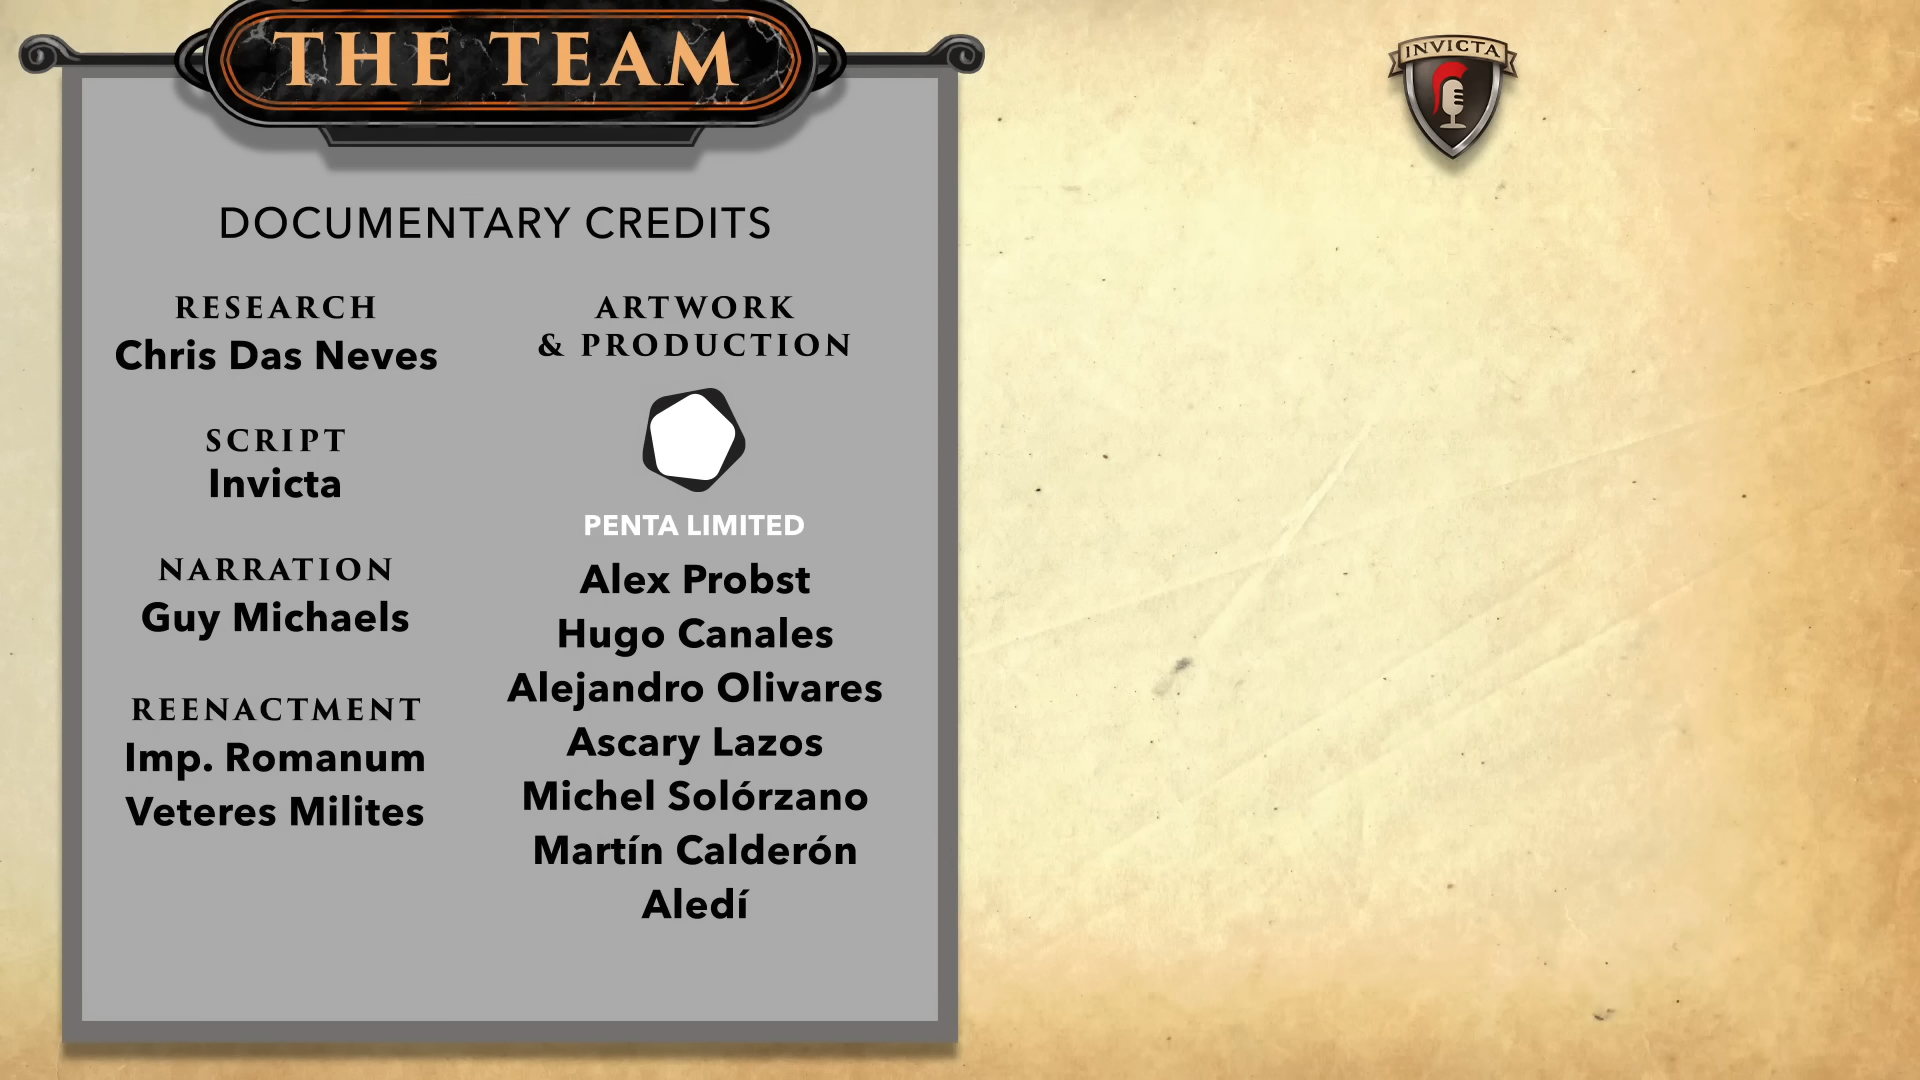 THE TEAM
INVICTA
DOCUMENTARY CREDITS
RESEARCH
Chris Das Neves
SCRIPT
Invicta
NARRATION
Guy Michaels
REENACTMENT
Imp. Romanum
Veteres Milites
ARTWORK
& PRODUCTION
PENTA LIMITED
Alex Probst
Hugo Canales
Alejandro Olivares
Ascary Lazos
Michel Solórzano
Martín Calderón
Aledí